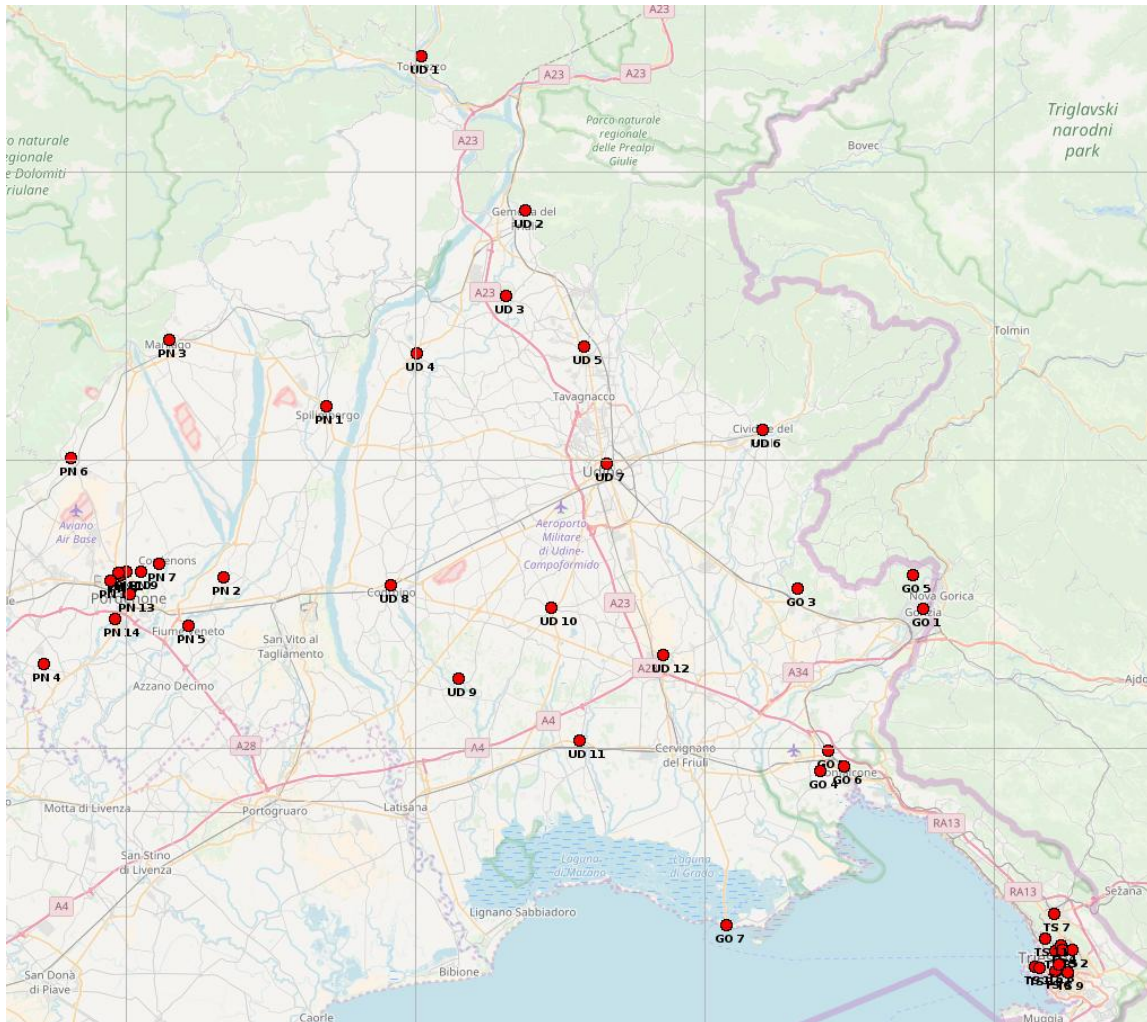 A23
UD 1
A23
A23
Parco naturale
regionale
delle Prealpi
Giulie
Triglavski
narodni
park
A23
Bovec
co naturale
egionale
e Dolomiti
Friulane
UD 2
A23
UD 3
Tolmin
PN 3
UD 4
UD 5
Tavagnacco
PN 1
UD 6
PN 6
UD 7
Aviano
Air Base
Aeroporto
Militare
di Udine-
Campoformido
PN 7
PN 2
UD 8
GO 3
GO 5
Nova Gorica
GO 1
PN 13
A23
UD 10
PN 14
PN 5
San Vito al
Tagliamento
UD 12
PN 4
A34
Azzano Decimo
UD 9
Ajdo
A28
A4
A4
UD 11
Cervignano
del Friuli
GO 6
GO 4
Motta di Livenza
Portogruaro
Latisana
RA13
San Stino
di Livenza
Laguna
di Marano
Laguna
di Grado
RA13
Sežana
A4
Lignano Sabbiadoro
TS 7
GO 7
San Donà
di Piave
Bibione
TS 9
Caorle
Muggia